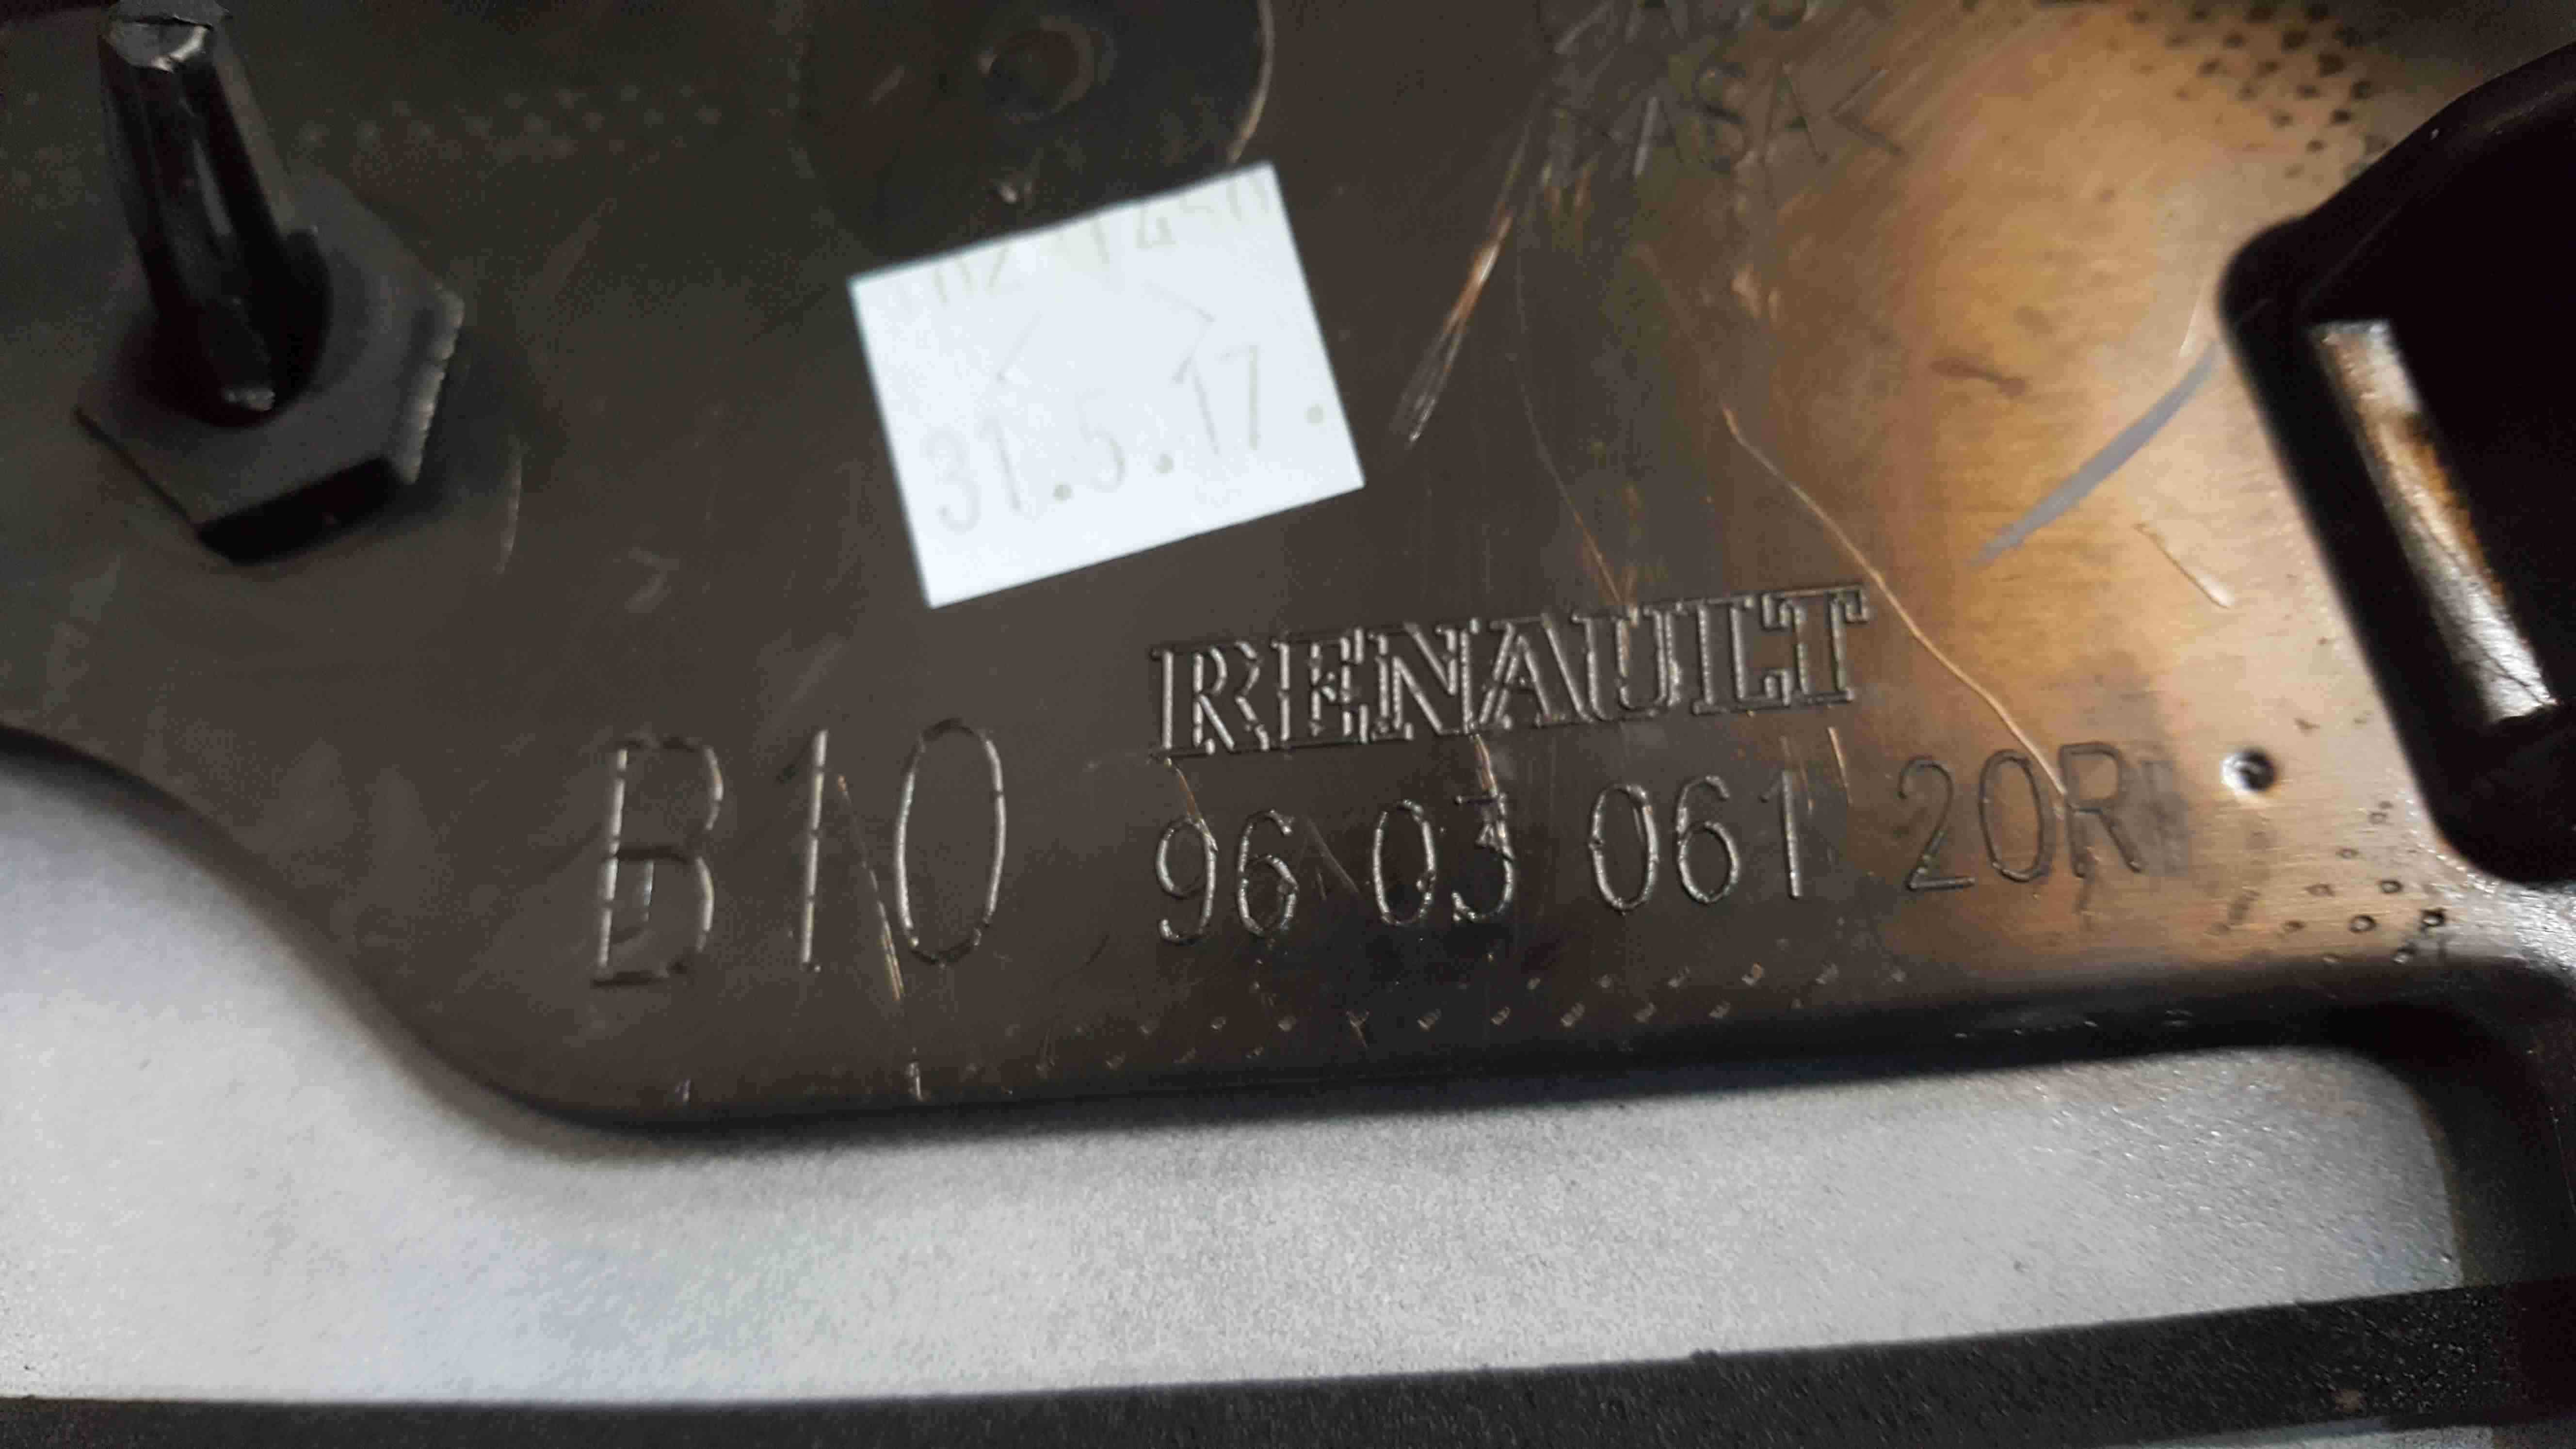 ASA<
31.5.17.
RENAULT
B10 96 03 061 20R